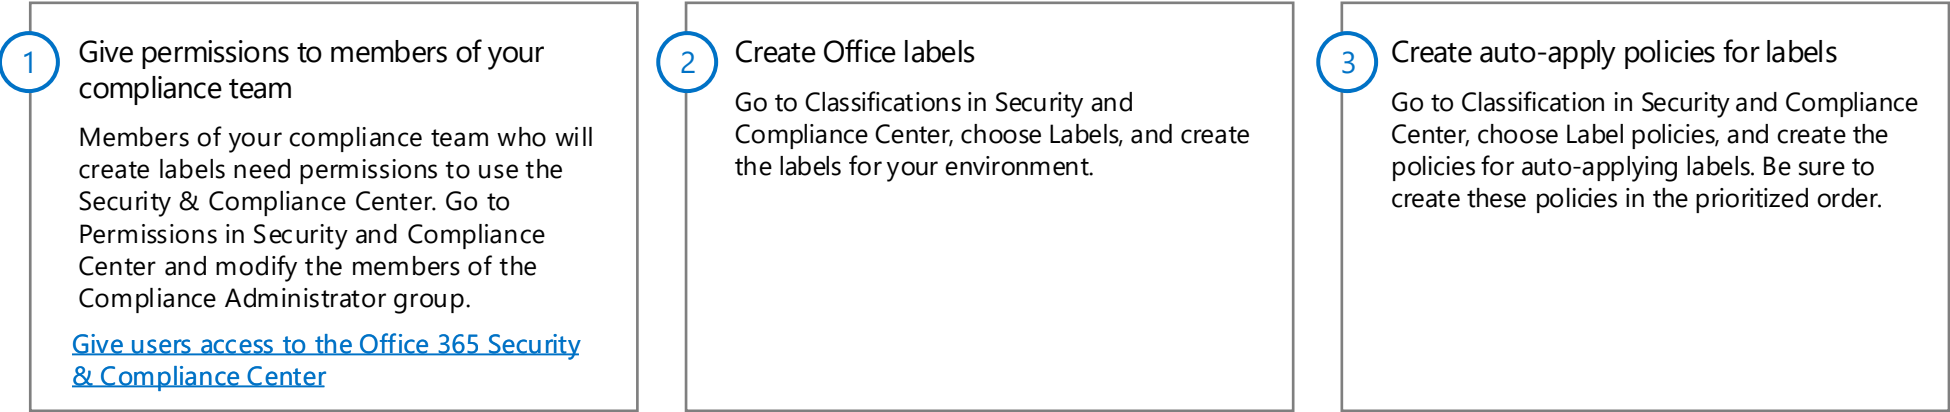 1
Give permissions to members of your
compliance team
Members of your compliance team who will
create labels need permissions to use the
Security & Compliance Center. Go to
Permissions in Security and Compliance
Center and modify the members of the
Compliance Administrator group.
Give users access to the Office 365 Security
& Compliance Center
2
Create Office labels
Go to Classifications in Security and
Compliance Center, choose Labels, and create
the labels for your environment.
3
Create auto-apply policies for labels
Go to Classification in Security and Compliance
Center, choose Label policies, and create the
policies for auto-applying labels. Be sure to
create these policies in the prioritized order.